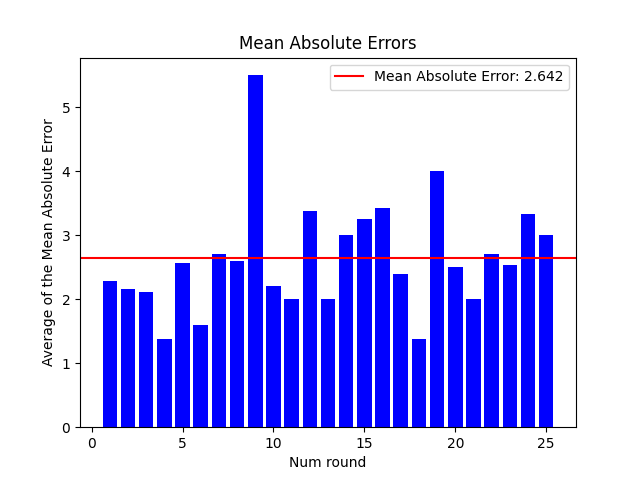 Mean Absolute Errors
Mean Absolute Error: 2.642
Average of the Mean Absolute Error
5
4
3
2
1
0
0 5 10 15 20 25
Num round